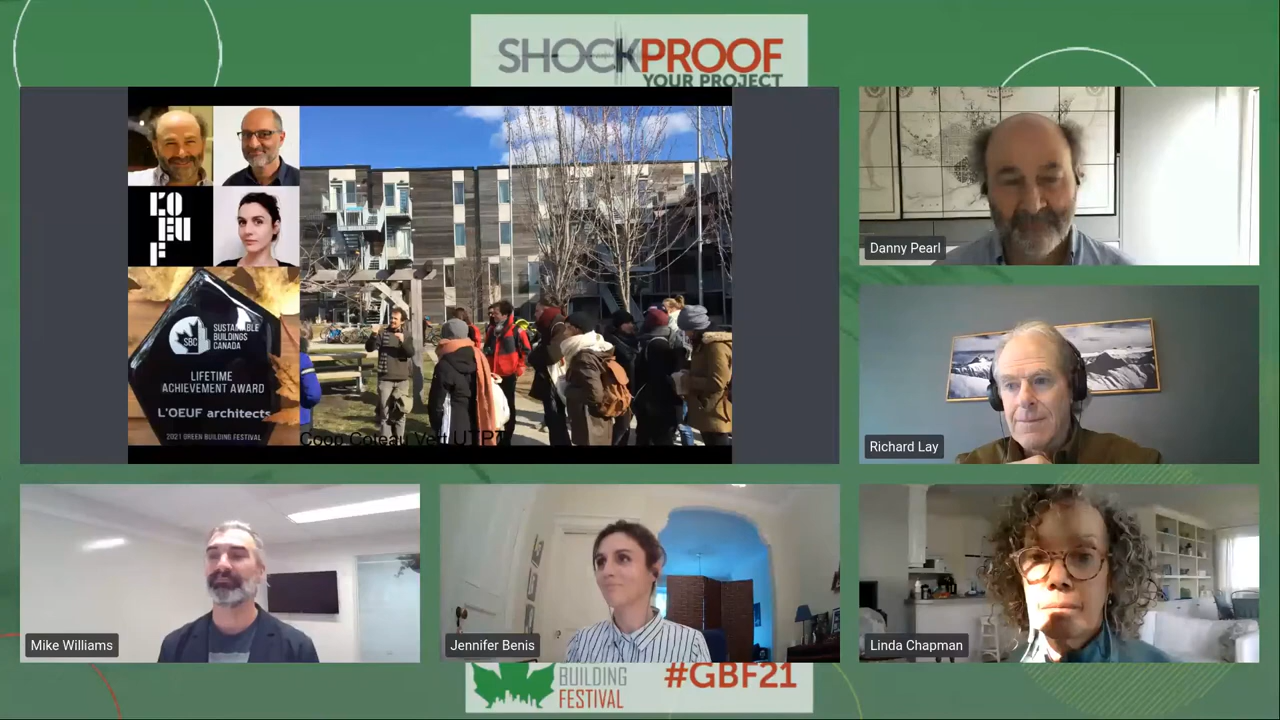 SHOCKPROOF
YOUR PROJECT
L'O
EU
F
SUSTAINABLE
BUILDINGS
CANADA
SBC
LIFETIME
ACHIEVEMENT AWARD
L'OEUF architects
2021 GREEN BUILDING FESTIVAL
Coop Coteau Vert UTPT
Danny Pearl
Richard Lay
Mike Williams
Jennifer Benis
Linda Chapman
BUILDING
FESTIVAL
#GBF21